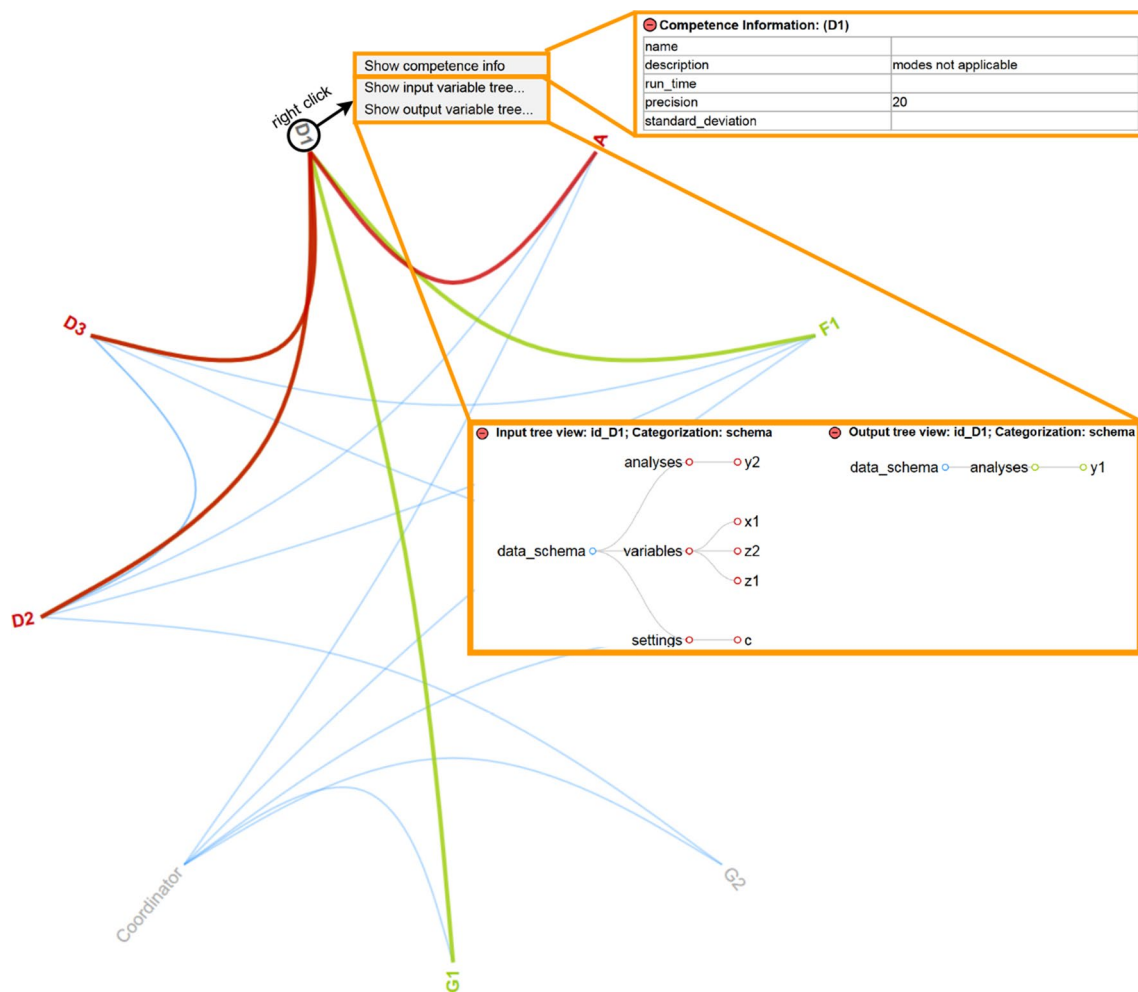 Competence Information: (D1)
name
description modes not applicable
run_time
precision 20
standard_deviation
Show competence info
Show input variable tree...
Show output variable tree...
right click
D1
A
D3
F1
Input tree view: id_D1; Categorization: schema
Output tree view: id_D1; Categorization: schema
analyses y2
data_schema analyses y1
x1
data_schema variables z2
z1
D2
settings c
Coordinator
G2
G1